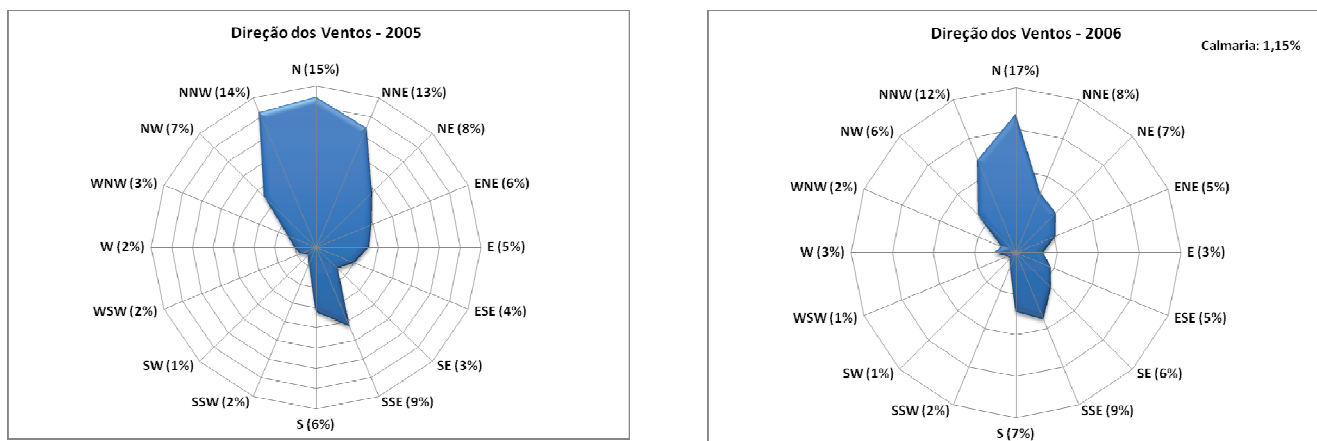 Direção dos Ventos - 2005
N (15%)
NNW (14%)
NNE (13%)
NW (7%)
NE (8%)
WNW (3%)
ENE (6%)
W (2%)
E (5%)
WSW (2%)
ESE (4%)
SW (1%)
SE (3%)
SSW (2%)
SSE (9%)
S (6%)
Direção dos Ventos - 2006
Calmaria: 1,15%
N (17%)
NNW (12%)
NNE (8%)
NW (6%)
NE (7%)
WNW (2%)
ENE (5%)
W (3%)
E (3%)
WSW (1%)
ESE (5%)
SW (1%)
SE (6%)
SSW (2%)
SSE (9%)
S (7%)